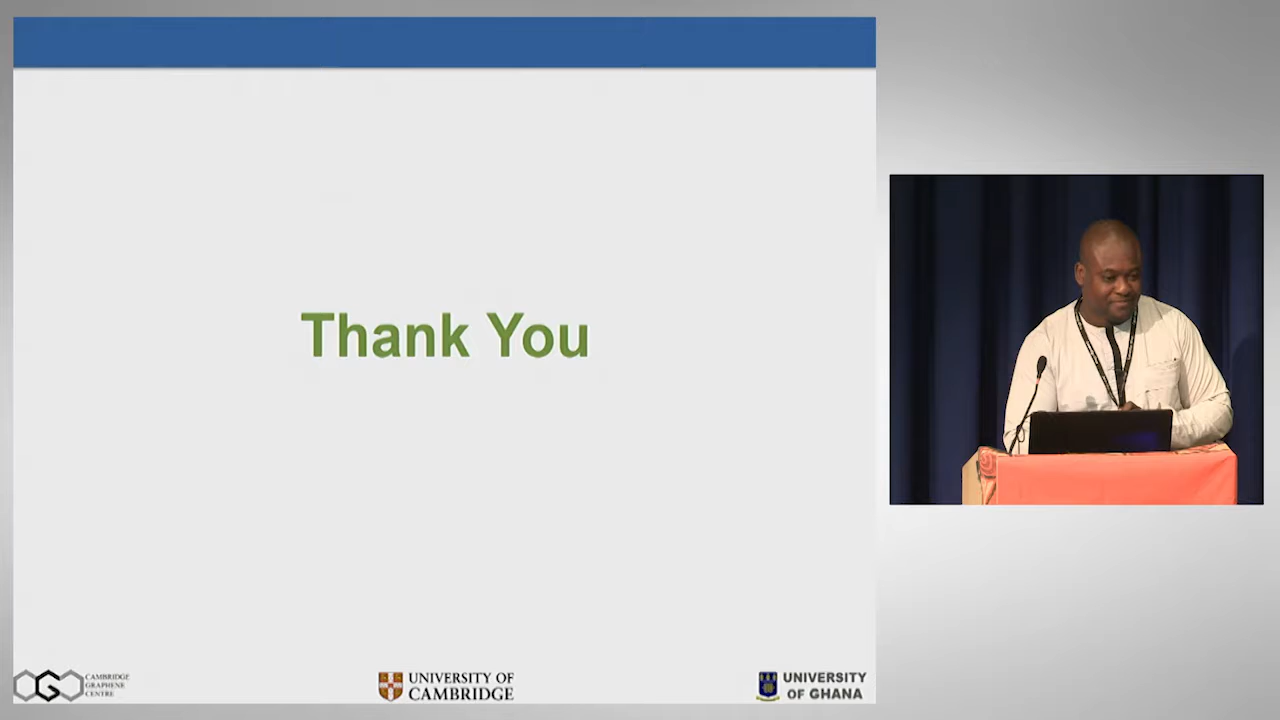 Thank You
CAMBRIDGE
GRAPHENE
CENTRE
UNIVERSITY OF
CAMBRIDGE
UNIVERSITY
OF GHANA